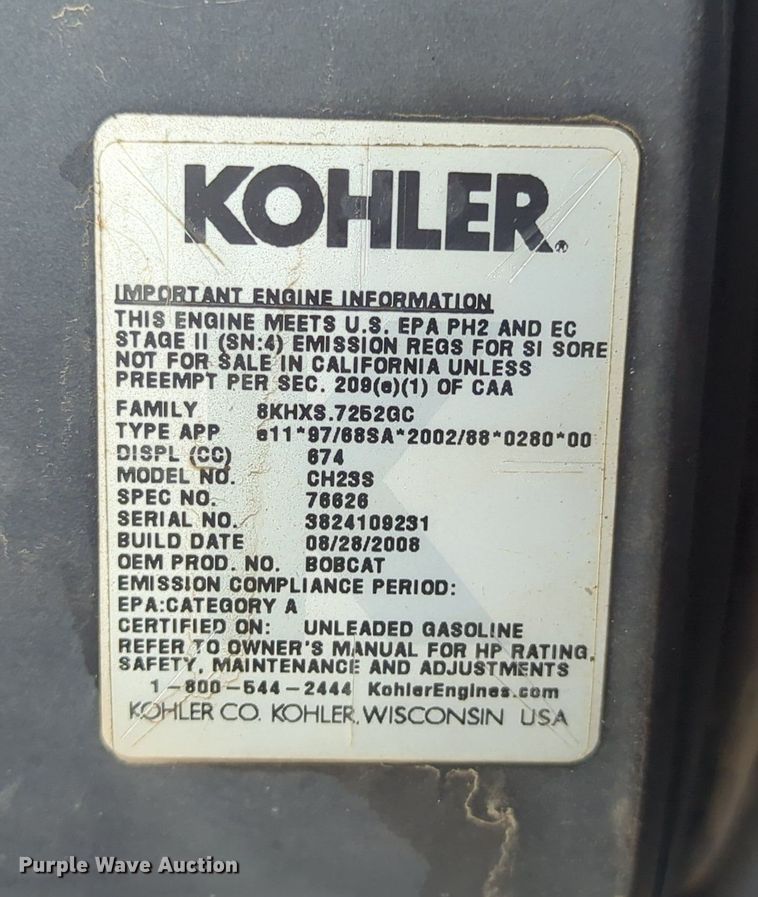 KOHLER®
IMPORTANT ENGINE INFORMATION
THIS ENGINE MEETS U.S. EPA PH2 AND EC
STAGE II (SN:4) EMISSION REGS FOR SI SORE
NOT FOR SALE IN CALIFORNIA UNLESS
PREEMPT PER SEC. 209(e)(1) OF CAA
FAMILY 8KHXS.7252GC
TYPE APP e11*97/68SA*2002/88*0280*00
DISPL (CC) 674
MODEL NO. CH23S
SPEC NO. 76626
SERIAL NO. 3824109231
BUILD DATE 08/28/2008
OEM PROD. NO. BOBCAT
EMISSION COMPLIANCE PERIOD:
EPA:CATEGORY A
CERTIFIED ON: UNLEADED GASOLINE
REFER TO OWNER'S MANUAL FOR HP RATING,
SAFETY, MAINTENANCE AND ADJUSTMENTS
1-800-544-2444 KohlerEngines.com
KOHLER CO. KOHLER, WISCONSIN USA
Purple Wave Auction